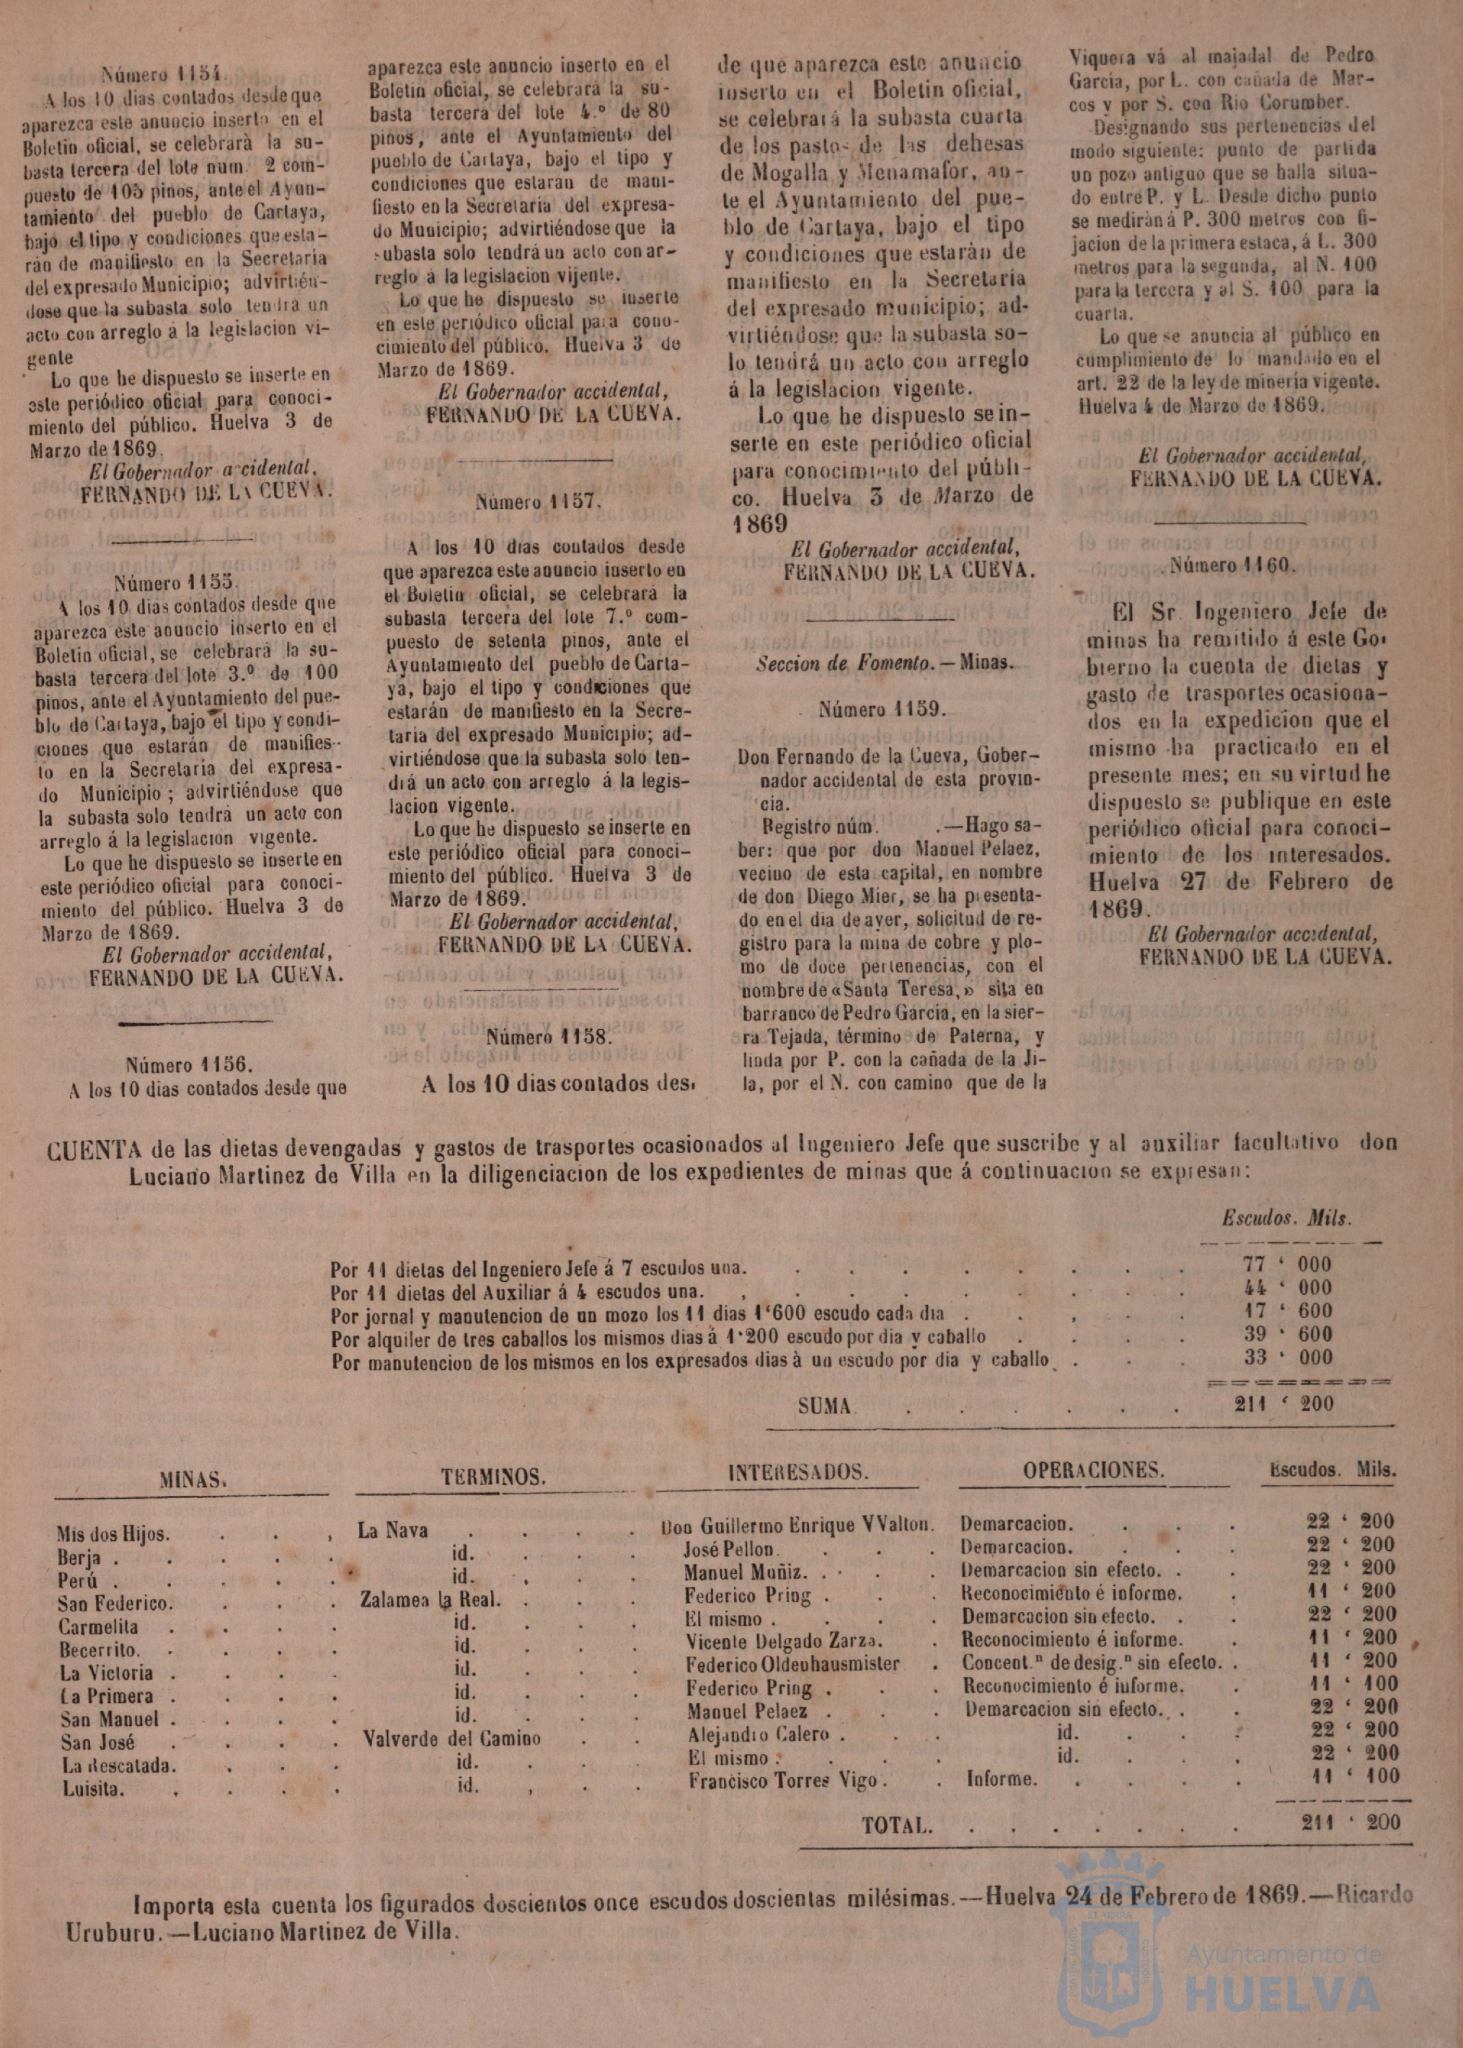 Número 1154.
A los 10 dias contados desde que
aparezca este anuncio inserto en el
Boletin oficial, se celebrará la su-
basta tercera del lote num. 2 com-
puesto de 105 pinos, ante el Ayun-
tamiento del pueblo de Cartaya,
bajo el tipo y condiciones que esta-
rán de manifiesto en la Secretaria
del expresado Municipio; advirtién-
dose que la subasta solo tendrá un
acto con arreglo á la legislacion vi-
gente
Lo que he dispuesto se inserte en
este periódico oficial para conoci-
miento del público. Huelva 3 de
Marzo de 1869.
El Gobernador accidental,
FERNANDO DE LA CUEVA.
Número 1155.
A los 10 dias contados desde que
aparezca este anuncio inserto en el
Boletin oficial, se celebrará la su-
basta tercera del lote 3.º de 100
pinos, ante el Ayuntamiento del pue-
blo de Cartaya, bajo el tipo y condi-
ciones que estarán de manifies-
to en la Secretaria del expresa-
do Municipio; advirtiéndose que
la subasta solo tendrá un acto con
arreglo á la legislacion vigente.
Lo que he dispuesto se inserte en
este periódico oficial para conoci-
miento del público. Huelva 3 de
Marzo de 1869.
El Gobernador accidental,
FERNANDO DE LA CUEVA.
Número 1156.
A los 10 dias contados desde que
aparezca este anuncio inserto en el
Boletin oficial, se celebrará la su-
basta tercera del lote 4.º de 80
pinos, ante el Ayuntamiento del
pueblo de Cartaya, bajo el tipo y
condiciones que estaran de mani-
fiesto en la Secretaria del expresa-
do Municipio; advirtiéndose que la
subasta solo tendrá un acto con ar-
reglo á la legislacion vijente.
Lo que he dispuesto se inserte
en este periódico oficial para cono-
cimiento del público. Huelva 3 de
Marzo de 1869.
El Gobernador accidental,
FERNANDO DE LA CUEVA.
Número 1157.
A los 10 dias contados desde
que aparezca este anuncio inserto en
el Boletin oficial, se celebrará la
subasta tercera del lote 7.º com-
puesto de setenta pinos, ante el
Ayuntamiento del pueblo de Carta-
ya, bajo el tipo y condiciones que
estarán de manifiesto en la Secre-
taria del expresado Municipio; ad-
virtiéndose que la subasta solo ten-
drá un acto con arreglo á la legis-
lacion vigente.
Lo que he dispuesto se inserte en
este periódico oficial para conoci-
miento del público. Huelva 3 de
Marzo de 1869.
El Gobernador accidental,
FERNANDO DE LA CUEVA.
Número 1158.
A los 10 dias contados des-
de que aparezca este anuncio
inserto en el Boletin oficial,
se celebrará la subasta cuarta
de los pastos de las dehesas
de Mogalla y Menamafor, an-
te el Ayuntamiento del pue-
blo de Cartaya, bajo el tipo
y condiciones que estarán de
manifiesto en la Secretaria
del expresado municipio; ad-
virtiéndose que la subasta so-
lo tendrá un acto con arreglo
á la legislacion vigente.
Lo que he dispuesto se in-
serte en este periódico oficial
para conocimiento del públi-
co. Huelva 3 de Marzo de
1869
El Gobernador accidental,
FERNANDO DE LA CUEVA.
Seccion de Fomento.—Minas.
Número 1159.
Don Fernando de la Cueva, Gober-
nador accidental de esta provin-
cia.
Registro núm. .—Hago sa-
ber: que por don Manuel Pelaez,
vecino de esta capital, en nombre
de don Diego Mier, se ha presenta-
do en el dia de ayer, solicitud de re-
gistro para la mina de cobre y plo-
mo de doce pertenencias, con el
nombre de «Santa Teresa,» sita en
barranco de Pedro Garcia, en la sier-
ra Tejada, término de Paterna, y
linda por P. con la cañada de la Ji-
la, por el N. con camino que de la
Viquera vá al majadal de Pedro
Garcia, por L. con cañada de Mar-
cos y por S. con Rio Corumber.
Designando sus pertenencias del
modo siguiente: punto de partida
un pozo antiguo que se halla situa-
do entre P. y L. Desde dicho punto
se medirán á P. 300 metros con fi-
jacion de la primera estaca, á L. 300
metros para la segunda, al N. 100
para la tercera y al S. 100 para la
cuarta.
Lo que se anuncia al público en
cumplimiento de lo mandado en el
art. 22 de la ley de mineria vigente.
Huelva 4 de Marzo de 1869.
El Gobernador accidental,
FERNANDO DE LA CUEVA.
Número 1160.
El Sr. Ingeniero Jefe de
minas ha remitido á este Go-
bierno la cuenta de dietas y
gasto de trasportes ocasiona-
dos en la expedicion que el
mismo ha practicado en el
presente mes; en su virtud he
dispuesto se publique en este
periódico oficial para conoci-
miento de los interesados.
Huelva 27 de Febrero de
1869.
El Gobernador accidental,
FERNANDO DE LA CUEVA.
CUENTA de las dietas devengadas y gastos de trasportes ocasionados al Ingeniero Jefe que suscribe y al auxiliar facultativo don
Luciano Martinez de Villa en la diligenciacion de los expedientes de minas que á continuacion se expresan:
Escudos. Mils.
Por 11 dietas del Ingeniero Jefe á 7 escudos una. 77 ‘ 000
Por 11 dietas del Auxiliar á 4 escudos una. 44 ‘ 000
Por jornal y manutencion de un mozo los 11 dias 1‘600 escudo cada dia 17 ‘ 600
Por alquiler de tres caballos los mismos dias á 1‘200 escudo por dia y caballo 39 ‘ 600
Por manutencion de los mismos en los expresados dias à un escudo por dia y caballo 33 ‘ 000
SUMA. 211 ‘ 200
MINAS. TERMINOS. INTERESADOS. OPERACIONES. Escudos. Mils.
Mis dos Hijos. La Nava Don Guillermo Enrique VValton. Demarcacion. 22 ‘ 200
Berja . id. José Pellon. Demarcacion. 22 ‘ 200
Perú . id. Manuel Muñiz. Demarcacion sin efecto. 22 ‘ 200
San Federico. Zalamea la Real. Federico Pring . Reconocimiento é informe. 11 ‘ 200
Carmelita id. El mismo . Demarcacion sin efecto. 22 ‘ 200
Becerrito. id. Vicente Delgado Zarza. Reconocimiento é informe. 11 ‘ 200
La Victoria . id. Federico Oldenhausmister Concent.ⁿ de desig.ⁿ sin efecto. 11 ‘ 200
La Primera . id. Federico Pring . Reconocimiento é informe. 11 ‘ 100
San Manuel . id. Manuel Pelaez . Demarcacion sin efecto. 22 ‘ 200
San José Valverde del Camino Alejandro Calero . id. 22 ‘ 200
La Rescatada. id. El mismo . id. 22 ‘ 200
Luisita. id. Francisco Torres Vigo. Informe. 11 ‘ 100
TOTAL. 211 ‘ 200
Importa esta cuenta los figurados doscientos once escudos doscientas milésimas.—Huelva 24 de Febrero de 1869.—Ricardo
Uruburu.—Luciano Martinez de Villa.
Ayuntamiento de
HUELVA